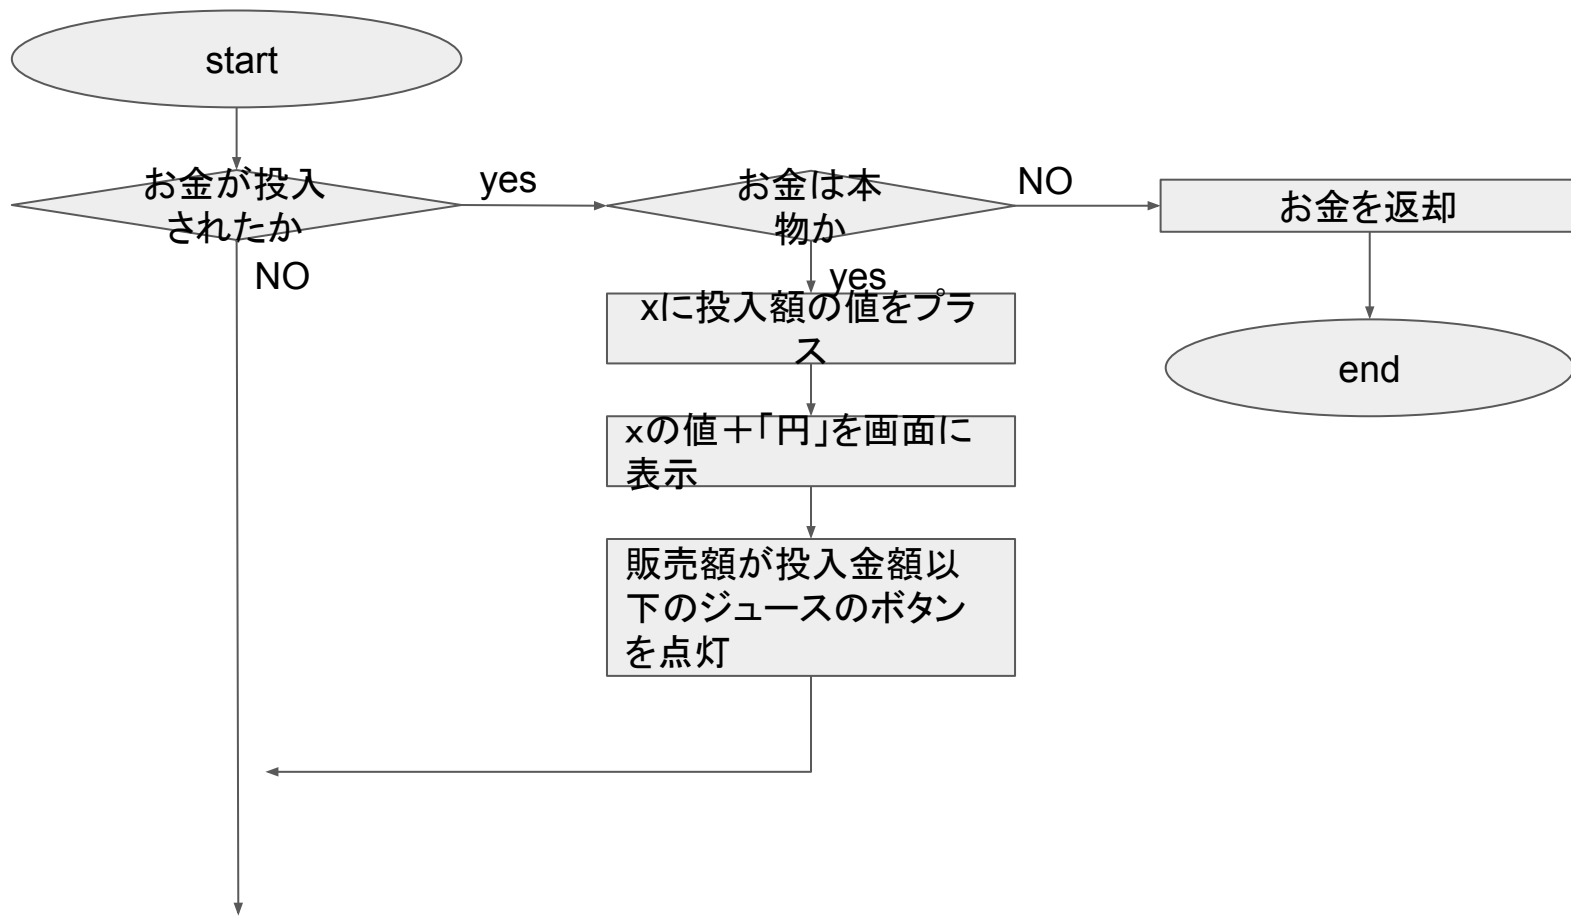 start
お金が投入
されたか
yes
お金は本
物か
NO
お金を返却
NO
yes
xに投入額の値をプラ
ス
end
xの値＋｢円｣を画面に
表示
販売額が投入金額以
下のジュースのボタン
を点灯